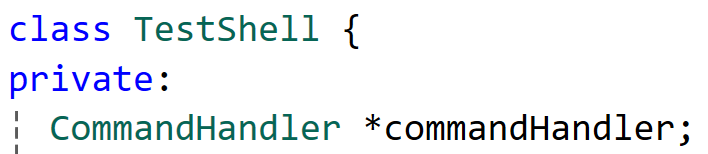 class TestShell {
private:
CommandHandler *commandHandler;